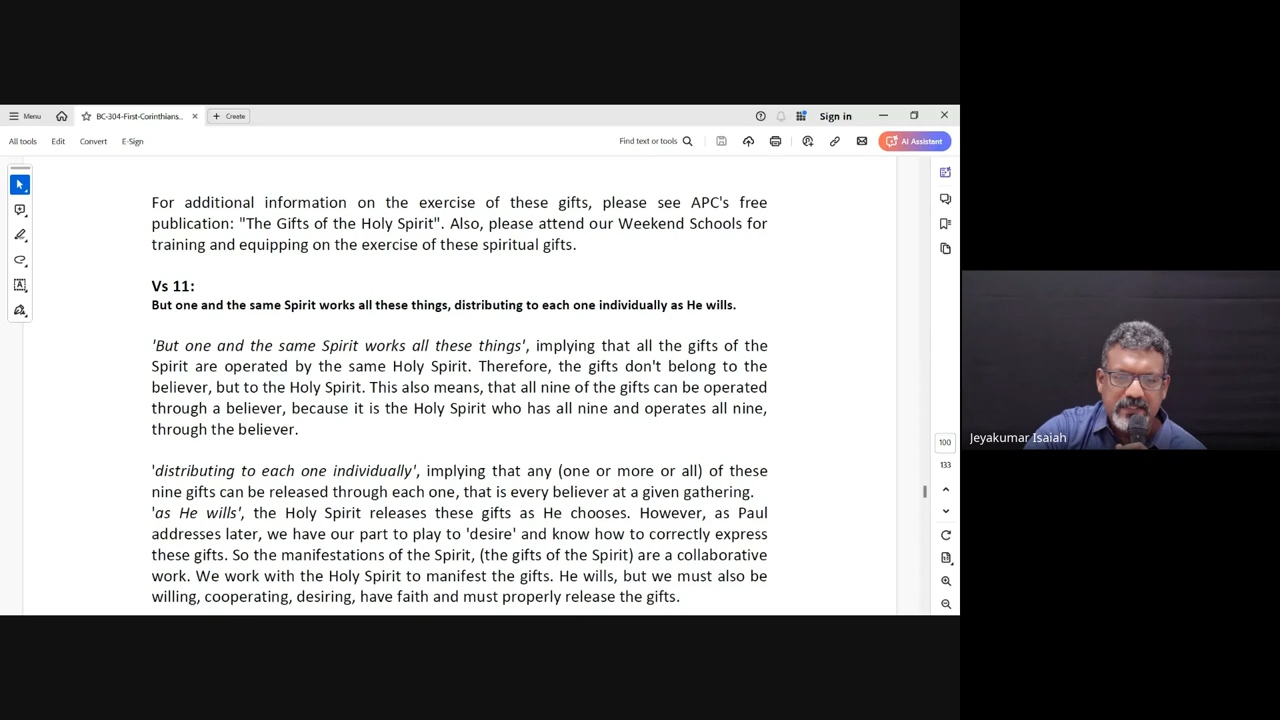 Menu
BC-304-First-Corinthians...
Create
Sign in
All tools
Edit
Convert
E-Sign
Find text or tools
AI Assistant
For additional information on the exercise of these gifts, please see APC's free
publication: "The Gifts of the Holy Spirit". Also, please attend our Weekend Schools for
training and equipping on the exercise of these spiritual gifts.
Vs 11:
But one and the same Spirit works all these things, distributing to each one individually as He wills.
'But one and the same Spirit works all these things', implying that all the gifts of the
Spirit are operated by the same Holy Spirit. Therefore, the gifts don't belong to the
believer, but to the Holy Spirit. This also means, that all nine of the gifts can be operated
through a believer, because it is the Holy Spirit who has all nine and operates all nine,
through the believer.
'distributing to each one individually', implying that any (one or more or all) of these
nine gifts can be released through each one, that is every believer at a given gathering.
'as He wills', the Holy Spirit releases these gifts as He chooses. However, as Paul
addresses later, we have our part to play to 'desire' and know how to correctly express
these gifts. So the manifestations of the Spirit, (the gifts of the Spirit) are a collaborative
work. We work with the Holy Spirit to manifest the gifts. He wills, but we must also be
willing, cooperating, desiring, have faith and must properly release the gifts.
100
133
Jeyakumar Isaiah